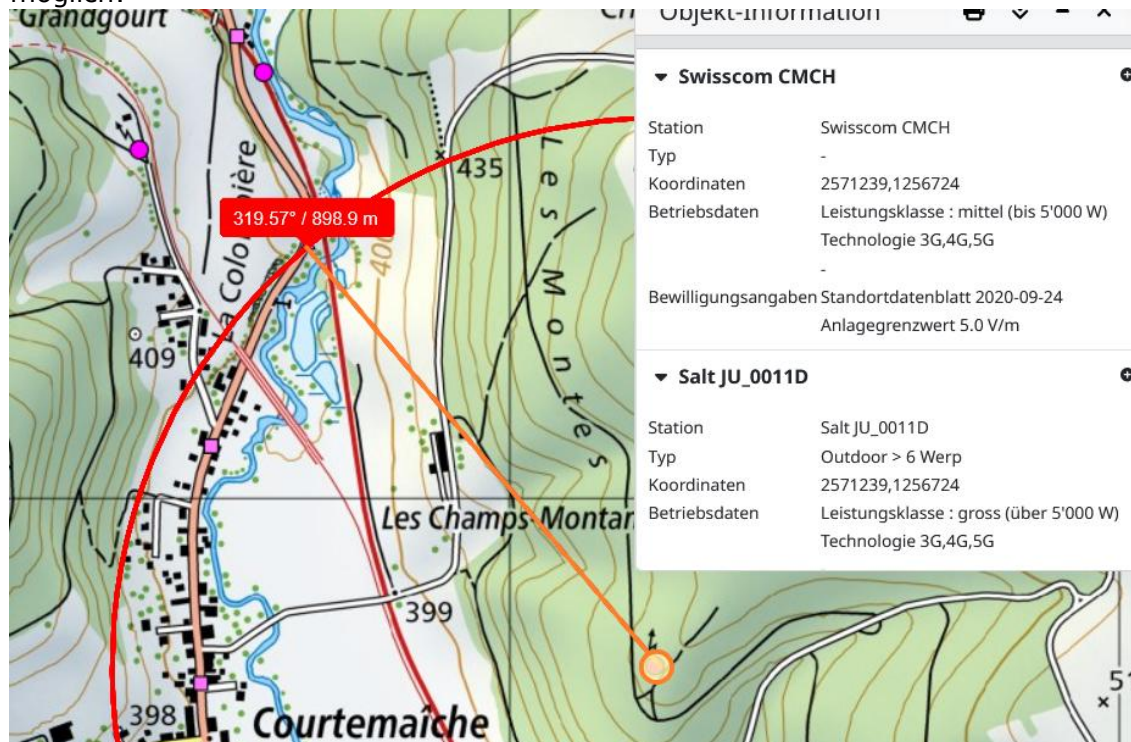 möglich.
Grandgourt
Objekt-Information
Swisscom CMCH
Station Swisscom CMCH
Typ -
Koordinaten 2571239,1256724
Betriebsdaten Leistungsklasse : mittel (bis 5'000 W)
Technologie 3G,4G,5G
-
Bewilligungsangaben Standortdatenblatt 2020-09-24
Anlagegrenzwert 5.0 V/m
Salt JU_0011D
Station Salt JU_0011D
Typ Outdoor > 6 Werp
Koordinaten 2571239,1256724
Betriebsdaten Leistungsklasse : gross (über 5'000 W)
Technologie 3G,4G,5G
435
Les Montes
319.57° / 898.9 m
400
409
Les Champs-Montar
399
398
Courtemaîche